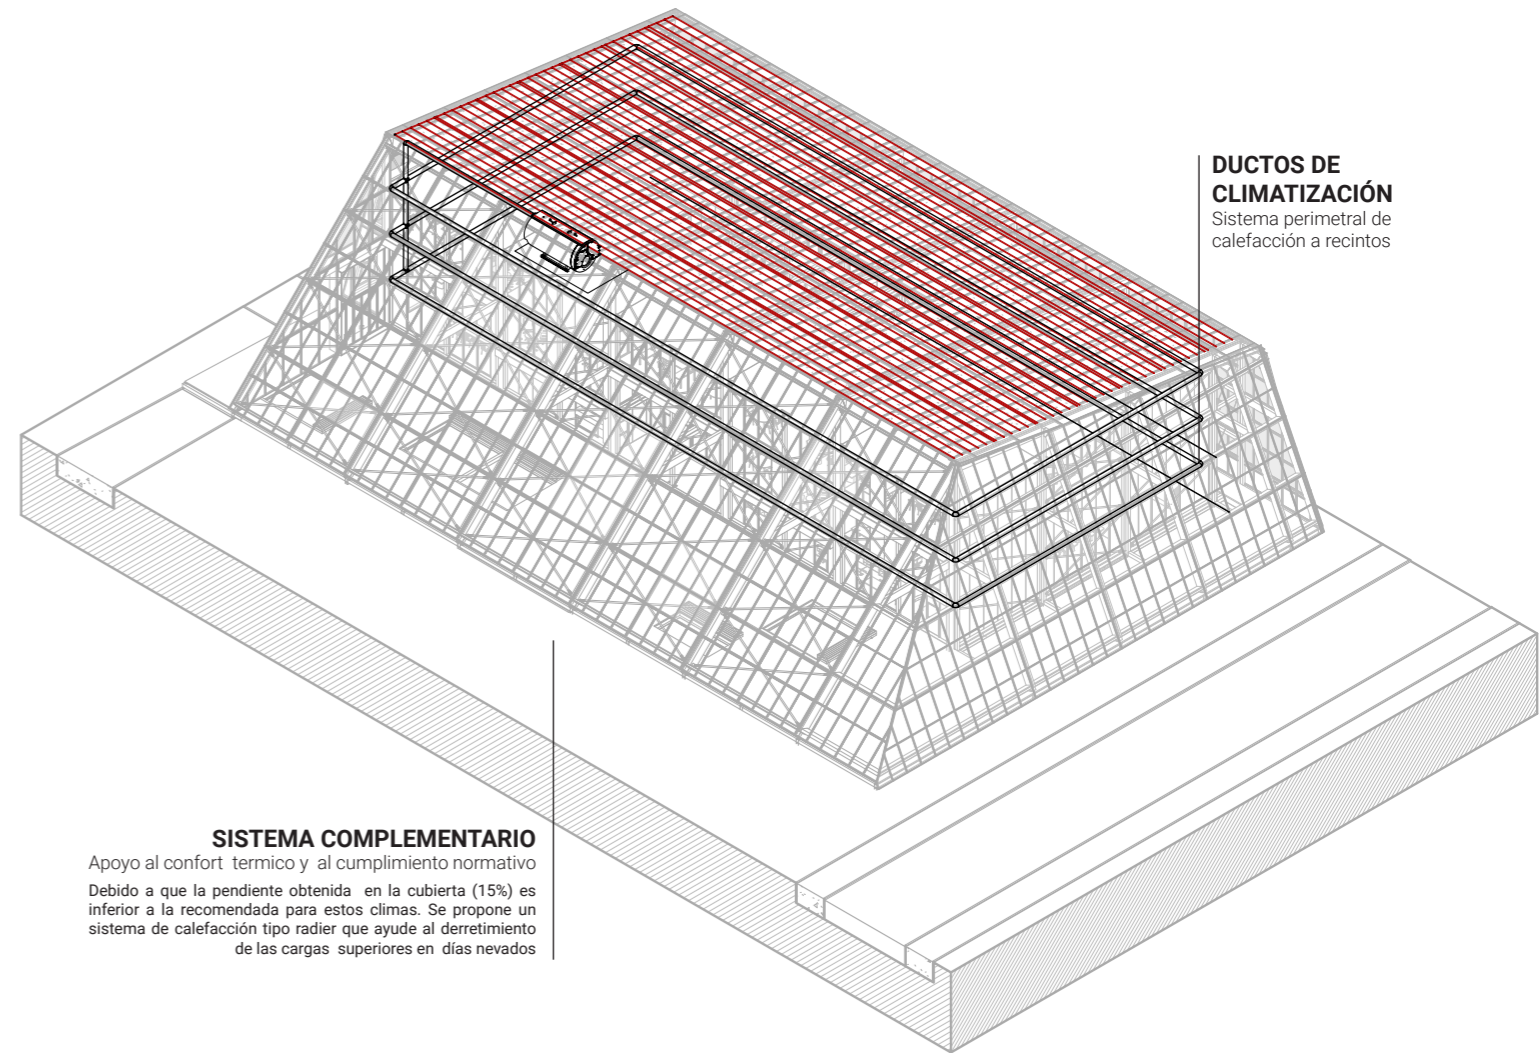 DUCTOS DE
CLIMATIZACIÓN
Sistema perimetral de
calefacción a recintos
SISTEMA COMPLEMENTARIO
Apoyo al confort termico y al cumplimiento normativo
Debido a que la pendiente obtenida en la cubierta (15%) es
inferior a la recomendada para estos climas. Se propone un
sistema de calefacción tipo radier que ayude al derretimiento
de las cargas superiores en días nevados